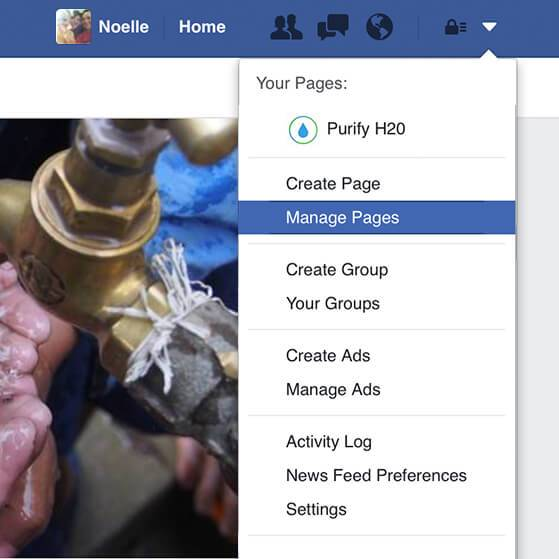 Noelle Home
Your Pages:
Purify H20
Create Page
Manage Pages
Create Group
Your Groups
Create Ads
Manage Ads
Activity Log
News Feed Preferences
Settings